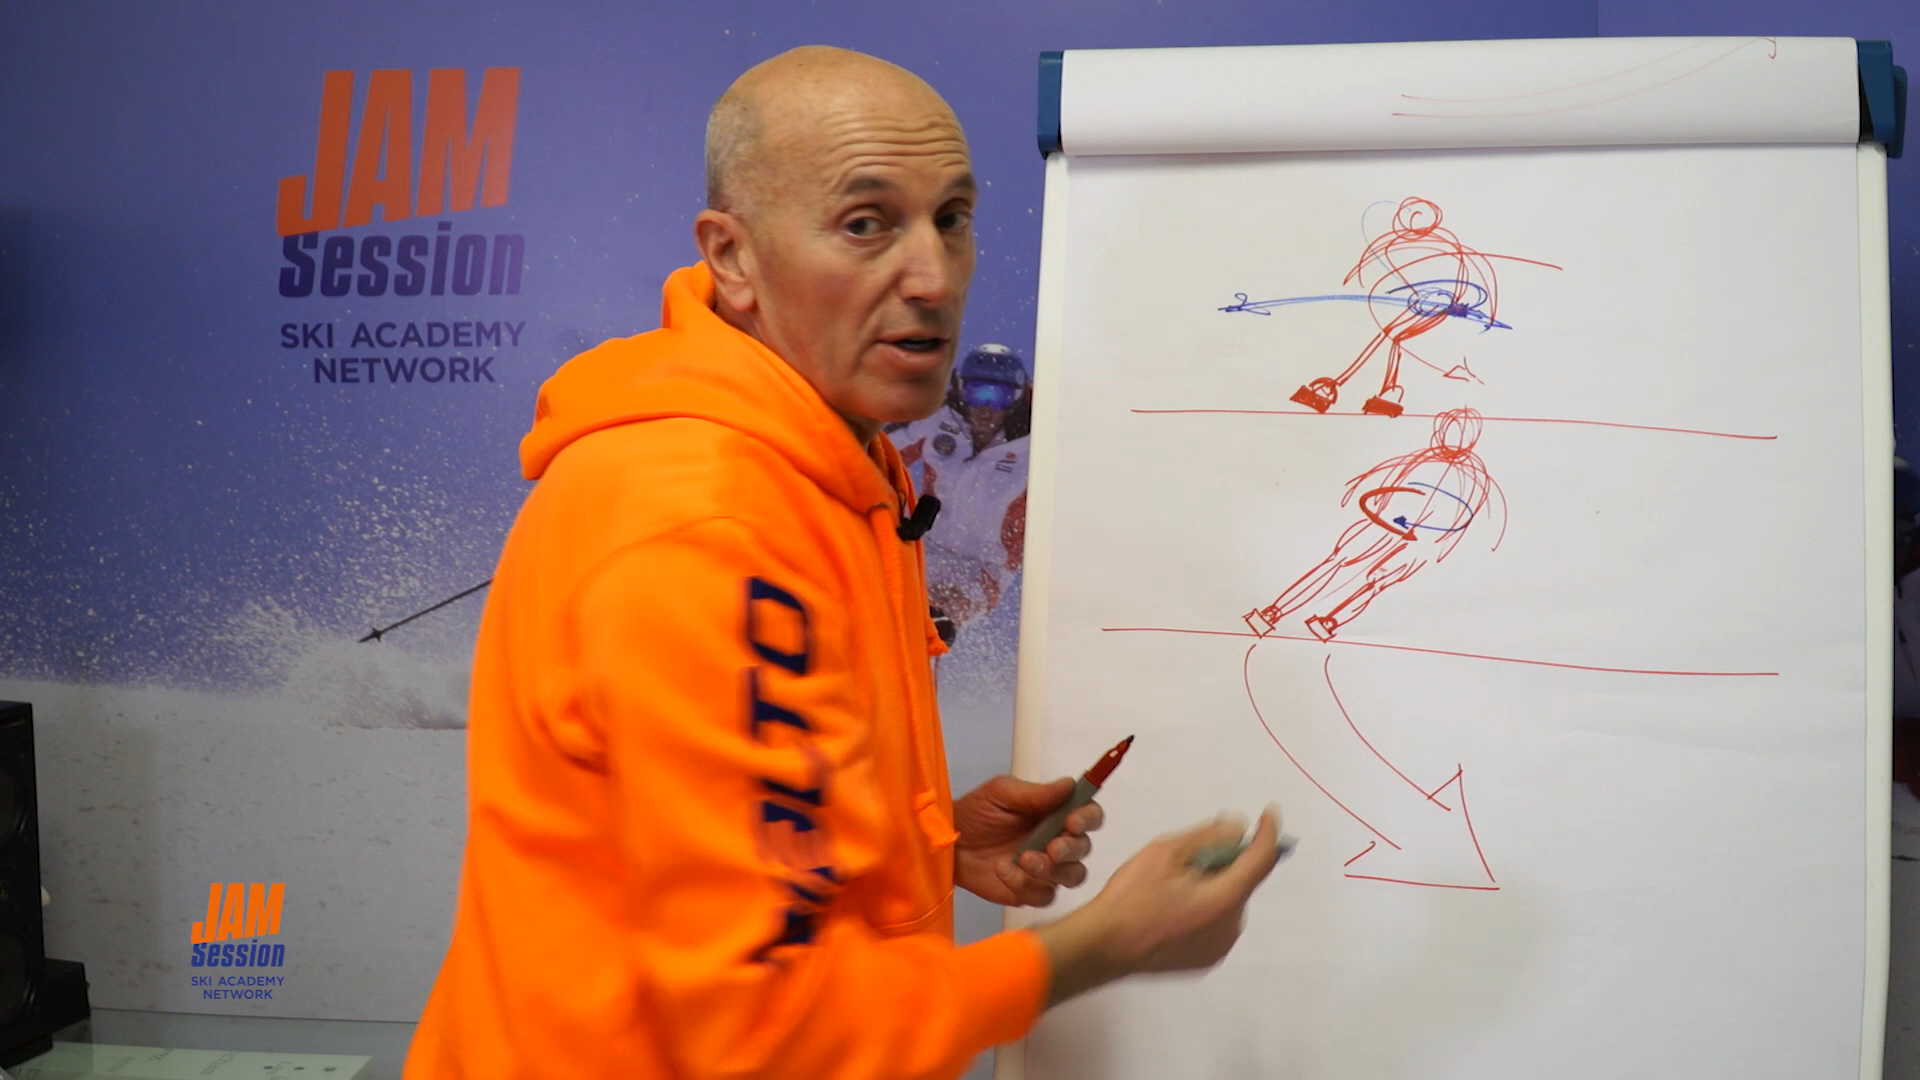 JAM
Session
SKI ACADEMY
NETWORK
JAM
Session
SKI ACADEMY
NETWORK